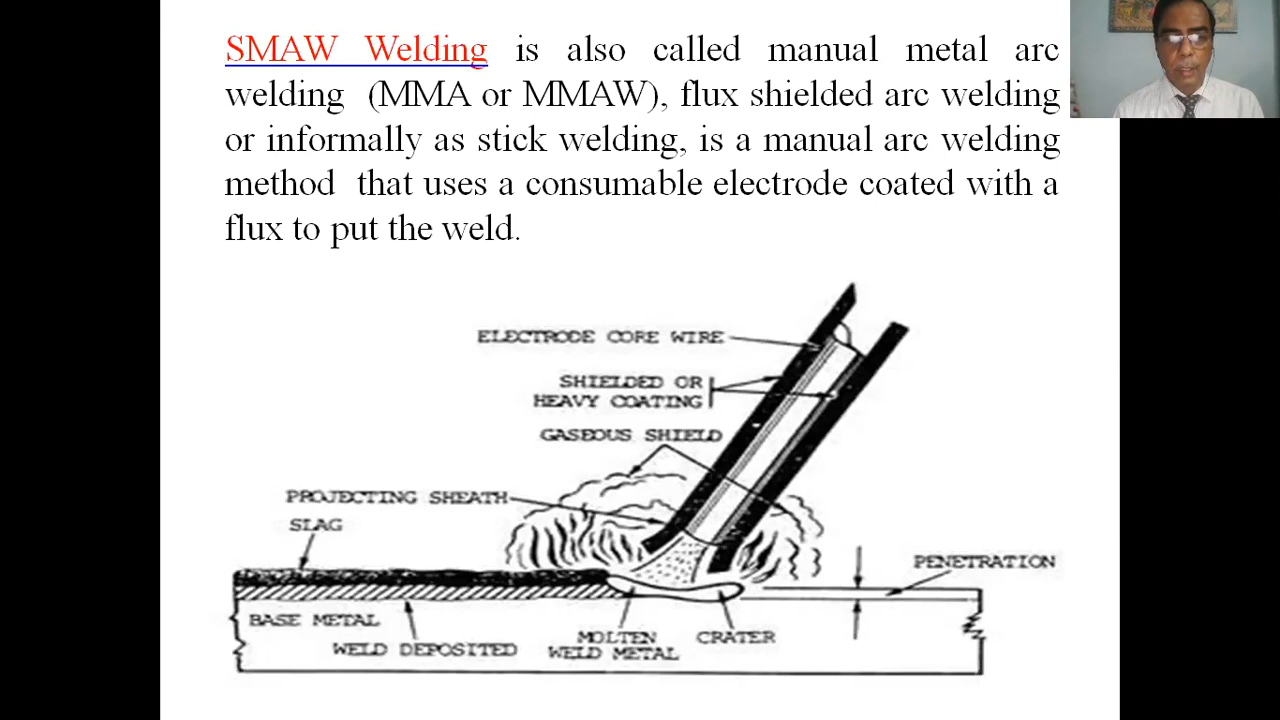 SMAW Welding is also called manual metal arc
welding (MMA or MMAW), flux shielded arc welding
or informally as stick welding, is a manual arc welding
method that uses a consumable electrode coated with a
flux to put the weld.
ELECTRODE CORE WIRE
SHIELDED OR
HEAVY COATING
GASEOUS SHIELD
PROJECTING SHEATH
SLAG
PENETRATION
BASE METAL
WELD DEPOSITED
MOLTEN
WELD METAL
CRATER